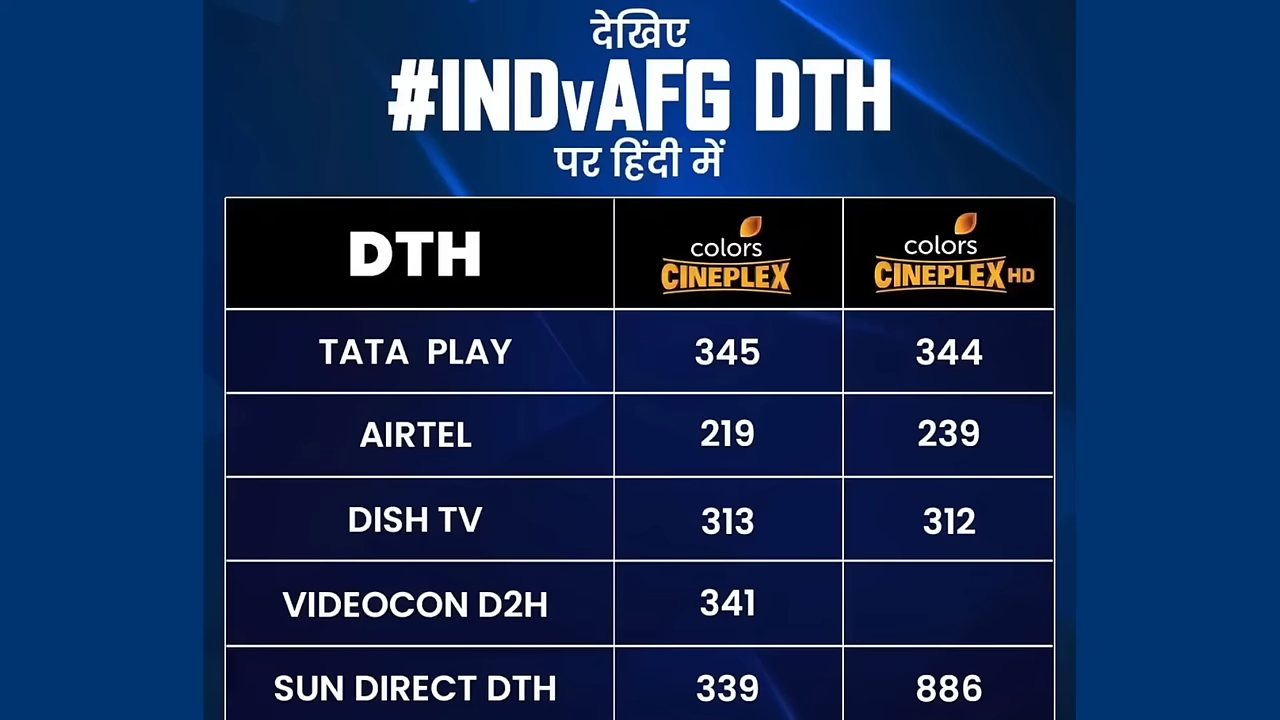 देखिए
#INDvAFG DTH
पर हिंदी में
DTH colors CINEPLEX colors CINEPLEX HD
TATA PLAY 345 344
AIRTEL 219 239
DISH TV 313 312
VIDEOCON D2H 341
SUN DIRECT DTH 339 886